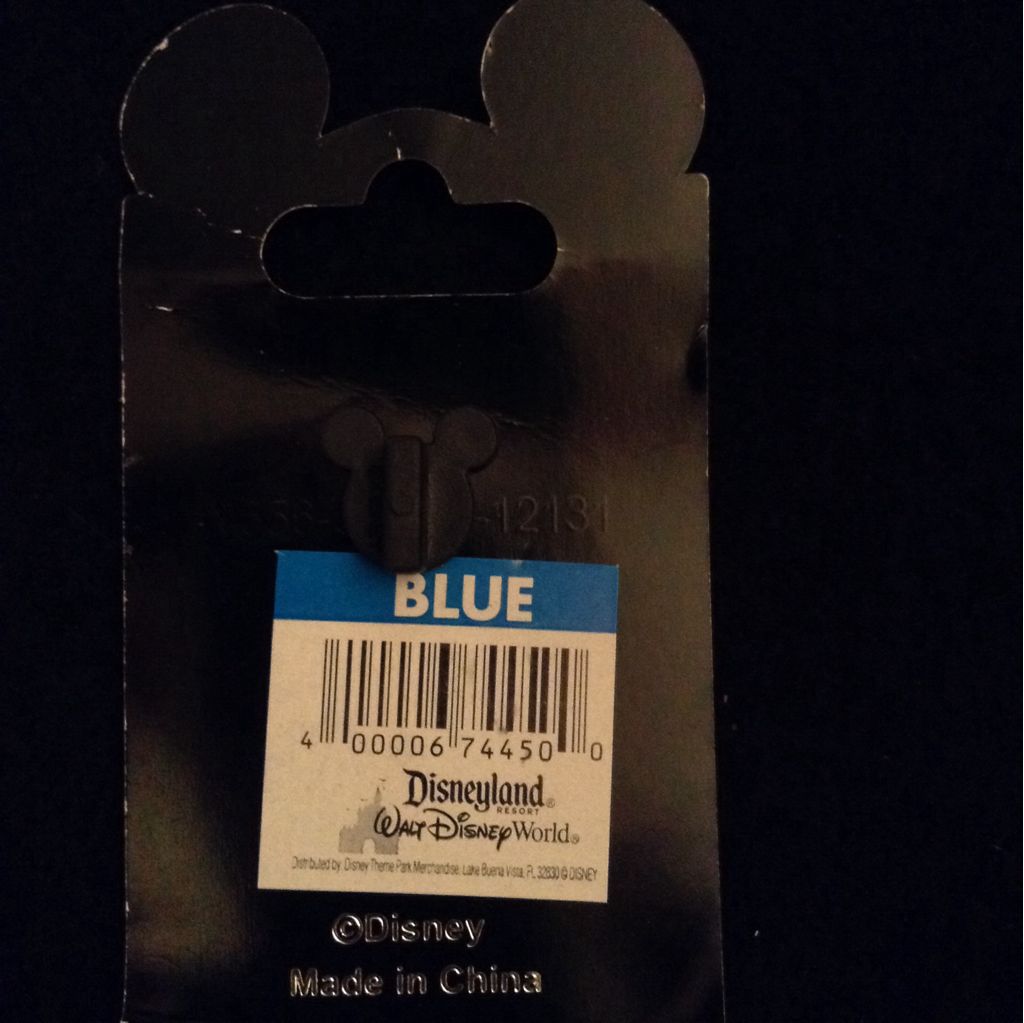 -12131
BLUE
4 00006 74450 0
Disneyland®
RESORT
WALT DISNEY World®
Distributed by: Disney Theme Park Merchandise, Lake Buena Vista, FL 32830 © DISNEY
©Disney
Made in China